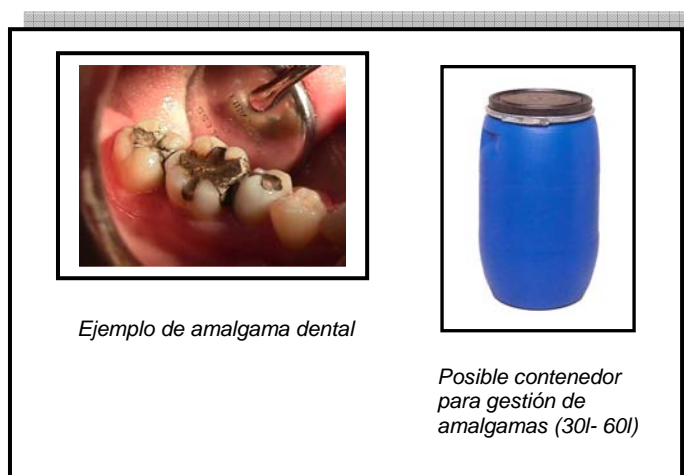 Ejemplo de amalgama dental
Posible contenedor
para gestión de
amalgamas (30l- 60l)